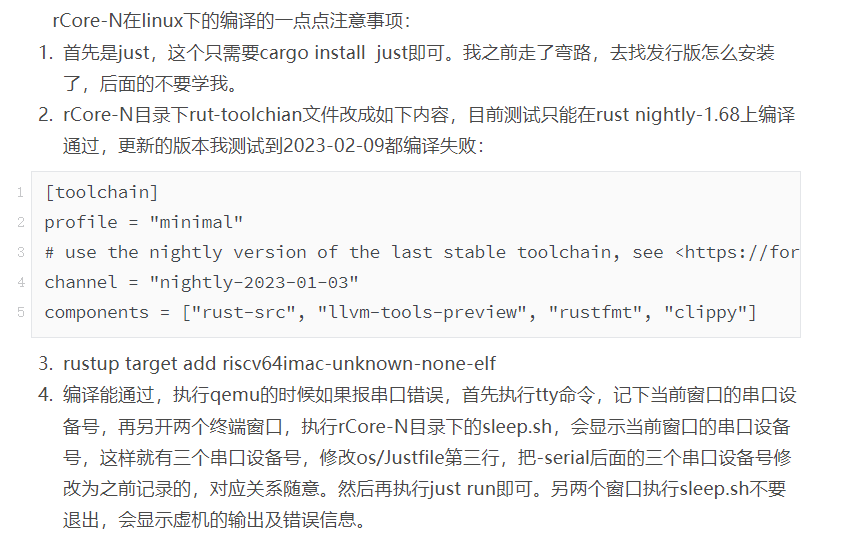 rCore-N在linux下的编译的一点点注意事项：
1. 首先是just，这个只需要cargo install  just即可。我之前走了弯路，去找发行版怎么安装
了，后面的不要学我。
2. rCore-N目录下rut-toolchian文件改成如下内容，目前测试只能在rust nightly-1.68上编译
通过，更新的版本我测试到2023-02-09都编译失败：
1 [toolchain]
2 profile = "minimal"
3 # use the nightly version of the last stable toolchain, see <https://for
4 channel = "nightly-2023-01-03"
5 components = ["rust-src", "llvm-tools-preview", "rustfmt", "clippy"]
3. rustup target add riscv64imac-unknown-none-elf
4. 编译能通过，执行qemu的时候如果报串口错误，首先执行tty命令，记下当前窗口的串口设
备号，再另开两个终端窗口，执行rCore-N目录下的sleep.sh，会显示当前窗口的串口设备
号，这样就有三个串口设备号，修改os/Justfile第三行，把-serial后面的三个串口设备号修
改为之前记录的，对应关系随意。然后再执行just run即可。另两个窗口执行sleep.sh不要
退出，会显示虚机的输出及错误信息。